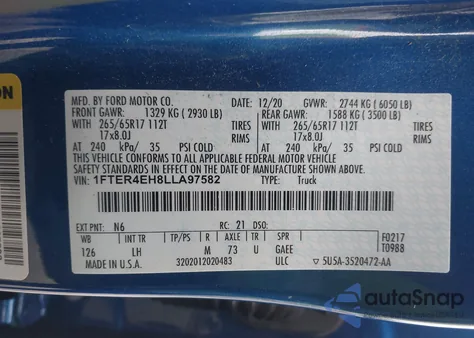 ON
MFD. BY FORD MOTOR CO. 12/20 GVWR: 2744 KG ( 6050 LB)
FRONT GAWR: 1329 KG ( 2930 LB) REAR GAWR: 1588 KG ( 3500 LB)
WITH 265/65R17 112T TIRES WITH 265/65R17 112T TIRES
17x8.0J RIMS 17x8.0J RIMS
AT 240 kPa/ 35 PSI COLD AT 240 kPa/ 35 PSI COLD
THIS VEHICLE CONFORMS TO ALL APPLICABLE FEDERAL MOTOR VEHICLE
SAFETY STANDARDS IN EFFECT ON THE DATE OF MANUFACTURE SHOWN ABOVE.
VIN: 1FTER4EH8LLA97582 TYPE: Truck
EXT PNT: N6 RC: 21 DSO:
WB INT TR TP/PS R AXLE TR SPR F0217
126 LH M 73 U GAEE T0988
MADE IN U.S.A. 3202012020483 ULC 5U5A-3520472-AA
autoSnap